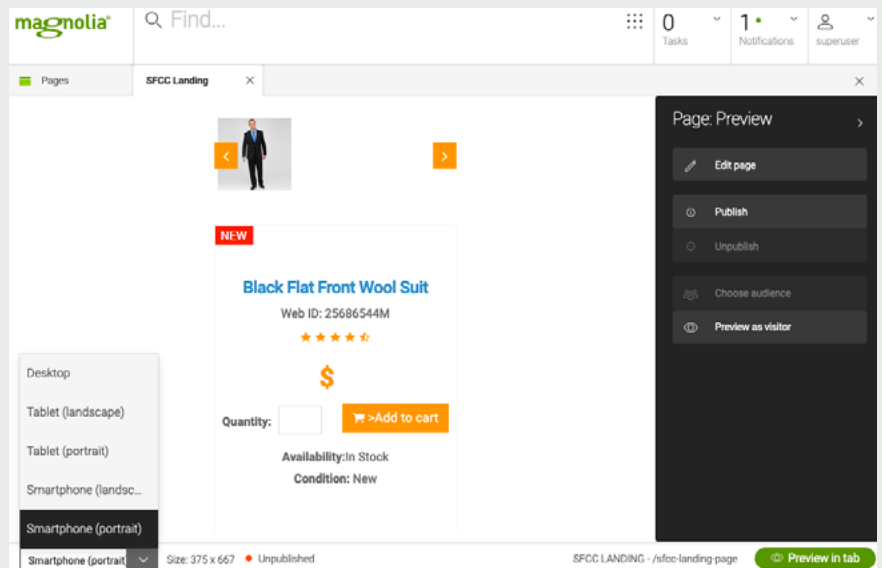 magnolia®
Find...
0
Tasks
1
Notifications
superuser
Pages
SFCC Landing
Page: Preview
Edit page
Publish
Unpublish
Choose audience
Preview as visitor
NEW
Black Flat Front Wool Suit
Web ID: 25686544M
$
Quantity:
>Add to cart
Availability:In Stock
Condition: New
Desktop
Tablet (landscape)
Tablet (portrait)
Smartphone (landsc...
Smartphone (portrait)
Smartphone (portrait
Size: 375 x 667
Unpublished
SFCC LANDING - /sfcc-landing-page
Preview in tab